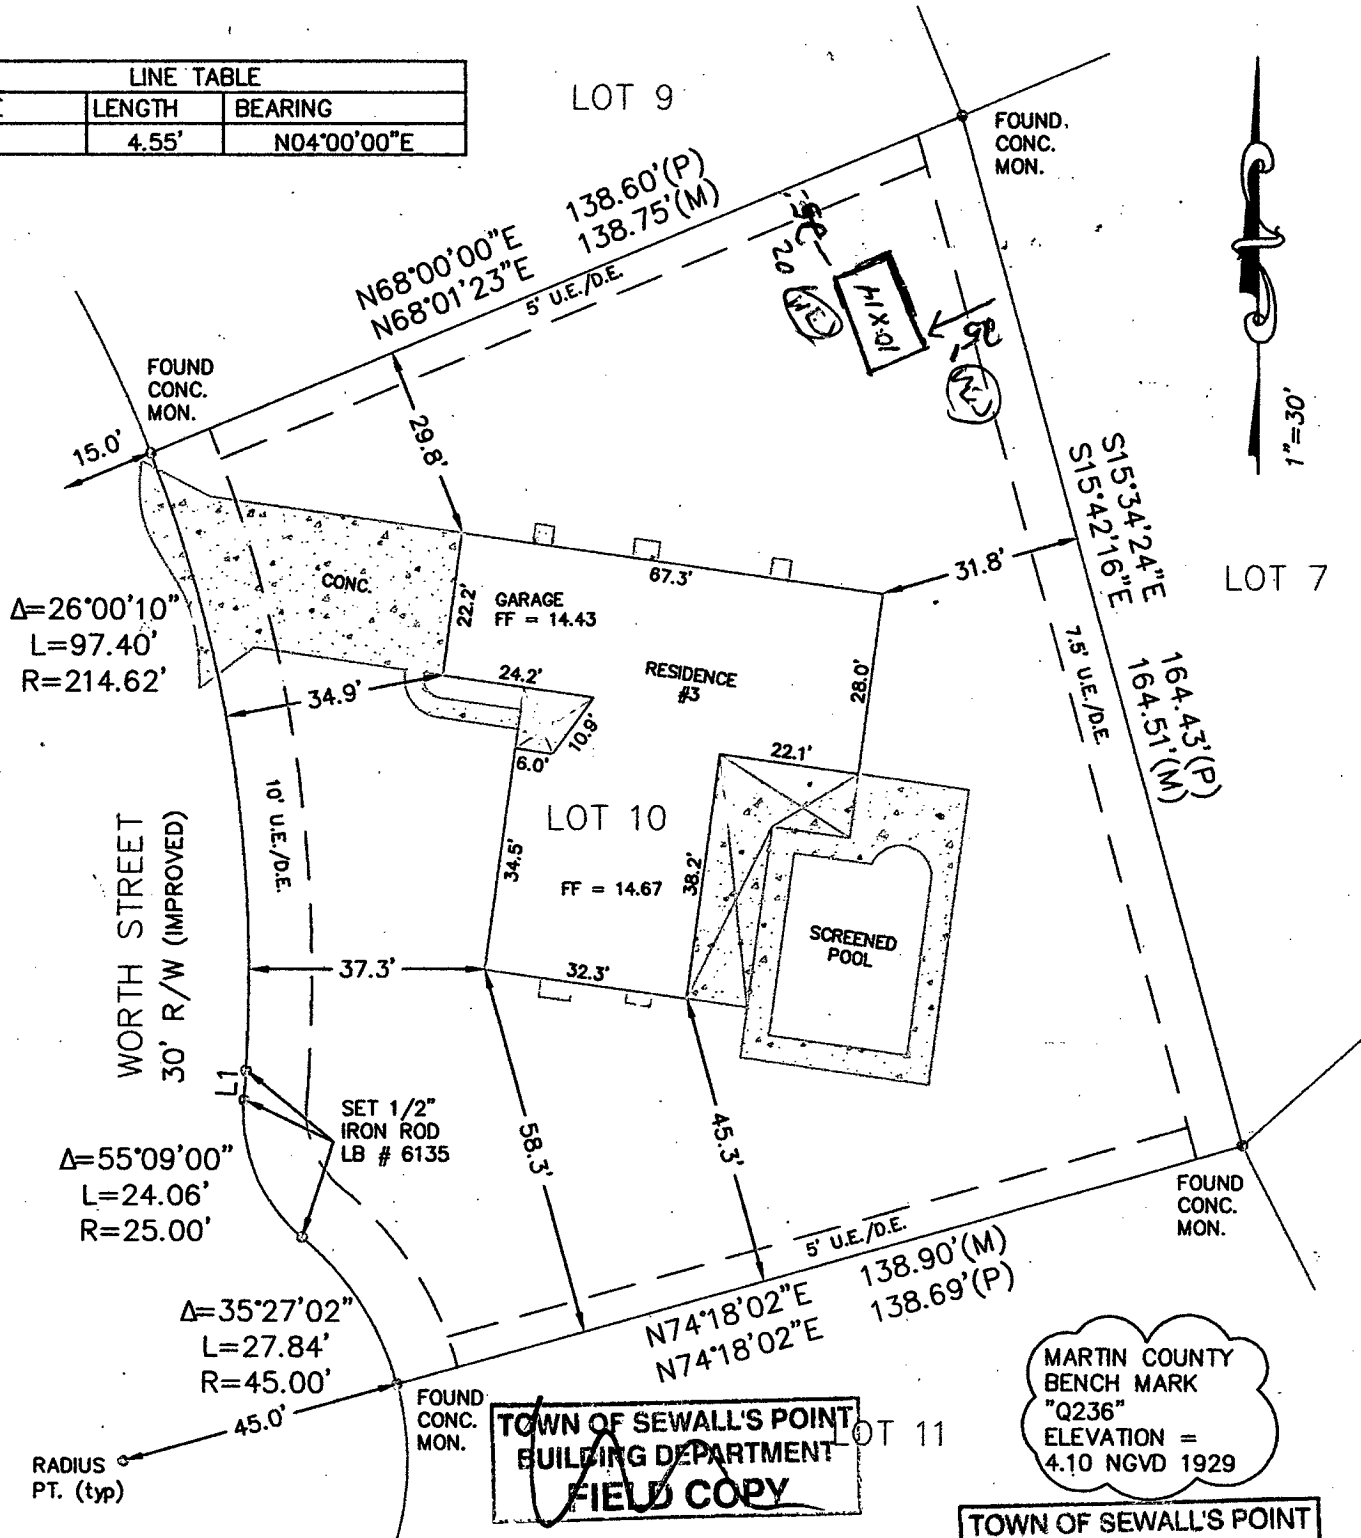 LINE TABLE
E LENGTH BEARING
4.55' N04°00'00"E
LOT 9
FOUND.
CONC.
MON.
138.60'(P)
138.75'(M)
N68°00'00"E
N68°01'23"E
5' U.E./D.E.
20
10'X14
1"=30'
FOUND
CONC.
MON.
15.0'
29.8'
S15°34'24"E
S15°42'16"E
164.43'(P)
164.51'(M)
LOT 7
31.8'
7.5' U.E./D.E.
CONC.
67.3'
22.2'
GARAGE
FF = 14.43
Δ=26°00'10"
L=97.40'
R=214.62'
34.9'
24.2'
RESIDENCE
#3
28.0'
10.9'
6.0'
22.1'
10' U.E./D.E.
LOT 10
34.5'
FF = 14.67
38.2'
SCREENED
POOL
WORTH STREET
30' R/W (IMPROVED)
37.3'
32.3'
L1
SET 1/2"
IRON ROD
LB # 6135
58.3'
45.3'
Δ=55°09'00"
L=24.06'
R=25.00'
FOUND
CONC.
MON.
5' U.E./D.E.
138.90'(M)
138.69'(P)
N74°18'02"E
N74°18'02"E
Δ=35°27'02"
L=27.84'
R=45.00'
45.0'
RADIUS
PT. (typ)
FOUND
CONC.
MON.
TOWN OF SEWALL'S POINT
BUILDING DEPARTMENT
FIELD COPY
LOT 11
MARTIN COUNTY
BENCH MARK
"Q236"
ELEVATION =
4.10 NGVD 1929
TOWN OF SEWALL'S POINT